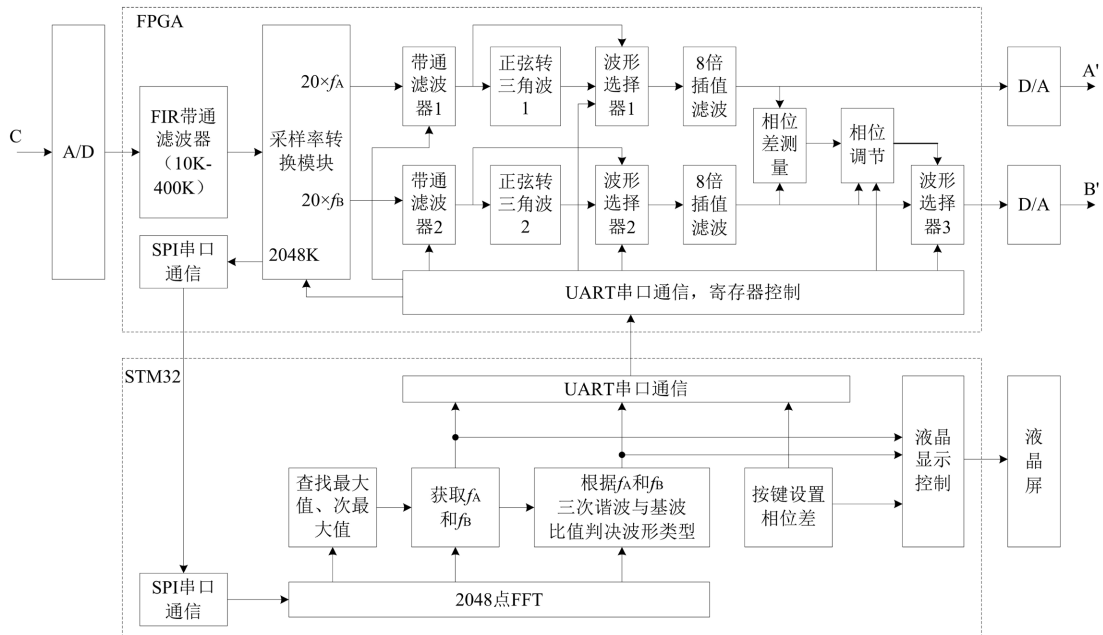 FPGA
C
A/D
FIR带通
滤波器
（10K-
400K）
采样率转
换模块
20×fA
20×fB
2048K
带通
滤波
器1
正弦转
三角波
1
波形
选择
器1
8倍
插值
滤波
相位
差测
量
相位
调节
D/A
A'
带通
滤波
器2
正弦转
三角波
2
波形
选择
器2
8倍
插值
滤波
波形
选择
器3
D/A
B'
SPI串口
通信
UART串口通信，寄存器控制
STM32
UART串口通信
查找最大
值、次最
大值
获取fA
和fB
根据fA和fB
三次谐波与基波
比值判决波形类型
按键设置
相位差
液晶
显示
控制
液
晶
屏
SPI串口
通信
2048点FFT